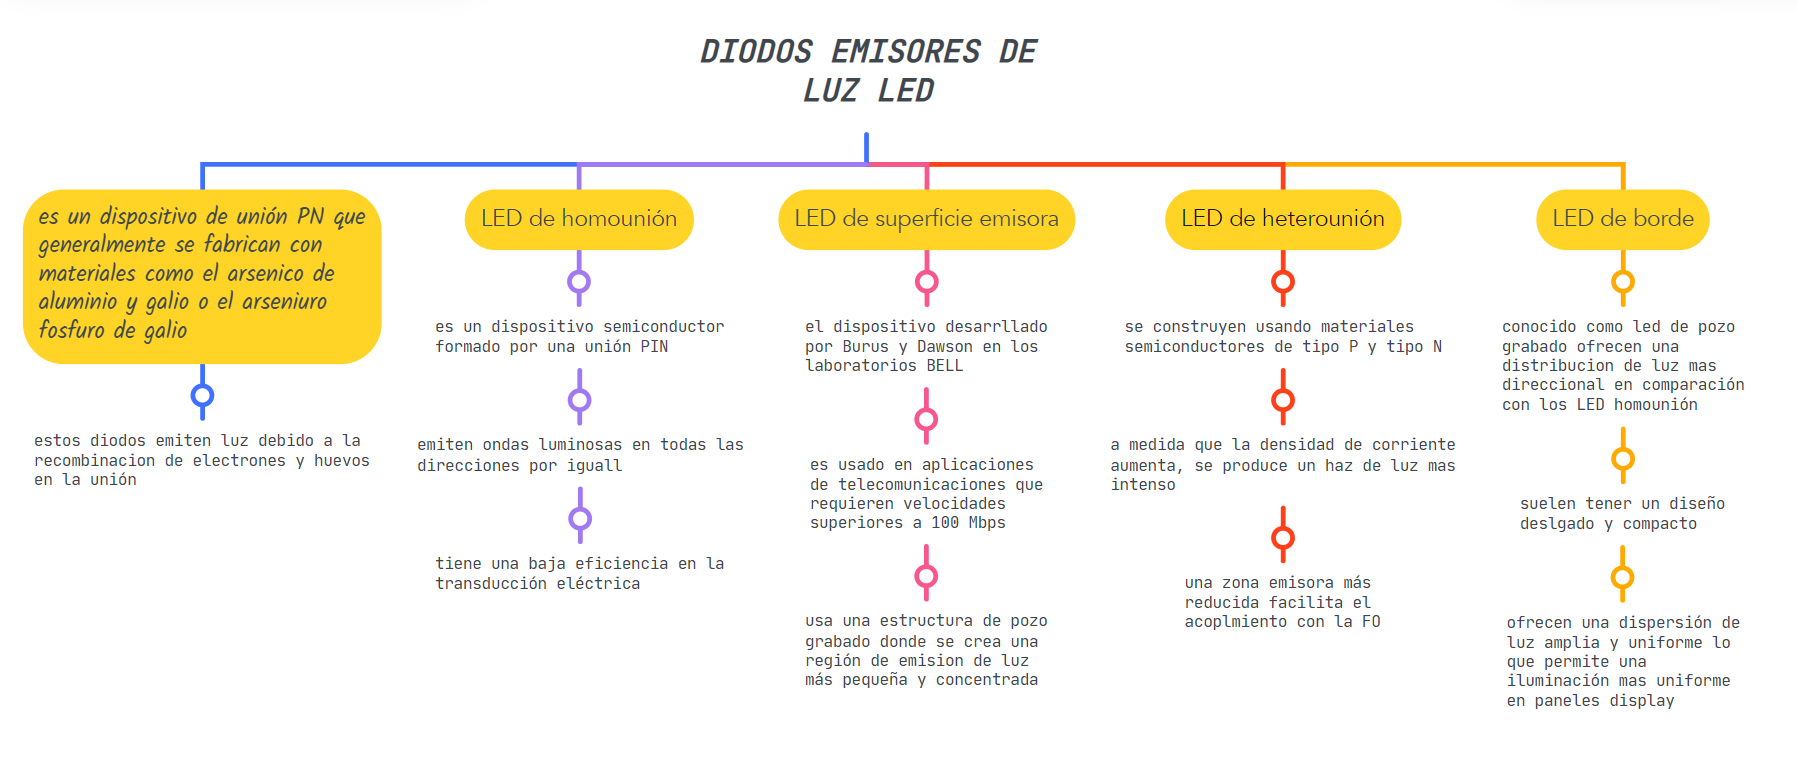 DIODOS EMISORES DE
LUZ LED
es un dispositivo de unión PN que
generalmente se fabrican con
materiales como el arsenico de
aluminio y galio o el arseniuro
fosfuro de galio
estos diodos emiten luz debido a la
recombinacion de electrones y huevos
en la unión
LED de homounión
es un dispositivo semiconductor
formado por una unión PIN
emiten ondas luminosas en todas las
direcciones por iguall
tiene una baja eficiencia en la
transducción eléctrica
LED de superficie emisora
el dispositivo desarrllado
por Burus y Dawson en los
laboratorios BELL
es usado en aplicaciones
de telecomunicaciones que
requieren velocidades
superiores a 100 Mbps
usa una estructura de pozo
grabado donde se crea una
región de emision de luz
más pequeña y concentrada
LED de heterounión
se construyen usando materiales
semiconductores de tipo P y tipo N
a medida que la densidad de corriente
aumenta, se produce un haz de luz mas
intenso
una zona emisora más
reducida facilita el
acoplmiento con la FO
LED de borde
conocido como led de pozo
grabado ofrecen una
distribucion de luz mas
direccional en comparación
con los LED homounión
suelen tener un diseño
deslgado y compacto
ofrecen una dispersión de
luz amplia y uniforme lo
que permite una
iluminación mas uniforme
en paneles display